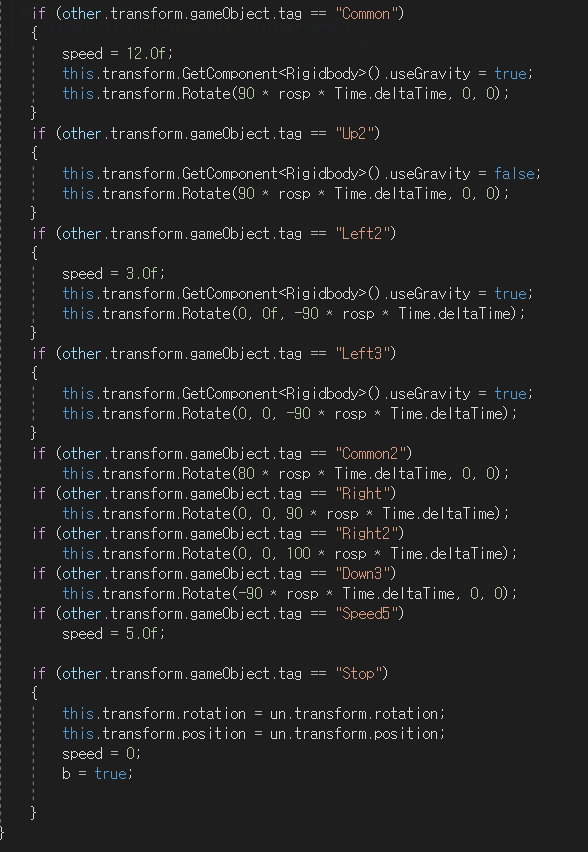 if (other.transform.gameObject.tag == "Common")
{
speed = 12.0f;
this.transform.GetComponent<Rigidbody>().useGravity = true;
this.transform.Rotate(90 * rosp * Time.deltaTime, 0, 0);
}
if (other.transform.gameObject.tag == "Up2")
{
this.transform.GetComponent<Rigidbody>().useGravity = false;
this.transform.Rotate(90 * rosp * Time.deltaTime, 0, 0);
}
if (other.transform.gameObject.tag == "Left2")
{
speed = 3.0f;
this.transform.GetComponent<Rigidbody>().useGravity = true;
this.transform.Rotate(0, 0f, -90 * rosp * Time.deltaTime);
}
if (other.transform.gameObject.tag == "Left3")
{
this.transform.GetComponent<Rigidbody>().useGravity = true;
this.transform.Rotate(0, 0, -90 * rosp * Time.deltaTime);
}
if (other.transform.gameObject.tag == "Common2")
this.transform.Rotate(80 * rosp * Time.deltaTime, 0, 0);
if (other.transform.gameObject.tag == "Right")
this.transform.Rotate(0, 0, 90 * rosp * Time.deltaTime);
if (other.transform.gameObject.tag == "Right2")
this.transform.Rotate(0, 0, 100 * rosp * Time.deltaTime);
if (other.transform.gameObject.tag == "Down3")
this.transform.Rotate(-90 * rosp * Time.deltaTime, 0, 0);
if (other.transform.gameObject.tag == "Speed5")
speed = 5.0f;
if (other.transform.gameObject.tag == "Stop")
{
this.transform.rotation = un.transform.rotation;
this.transform.position = un.transform.position;
speed = 0;
b = true;
}
}